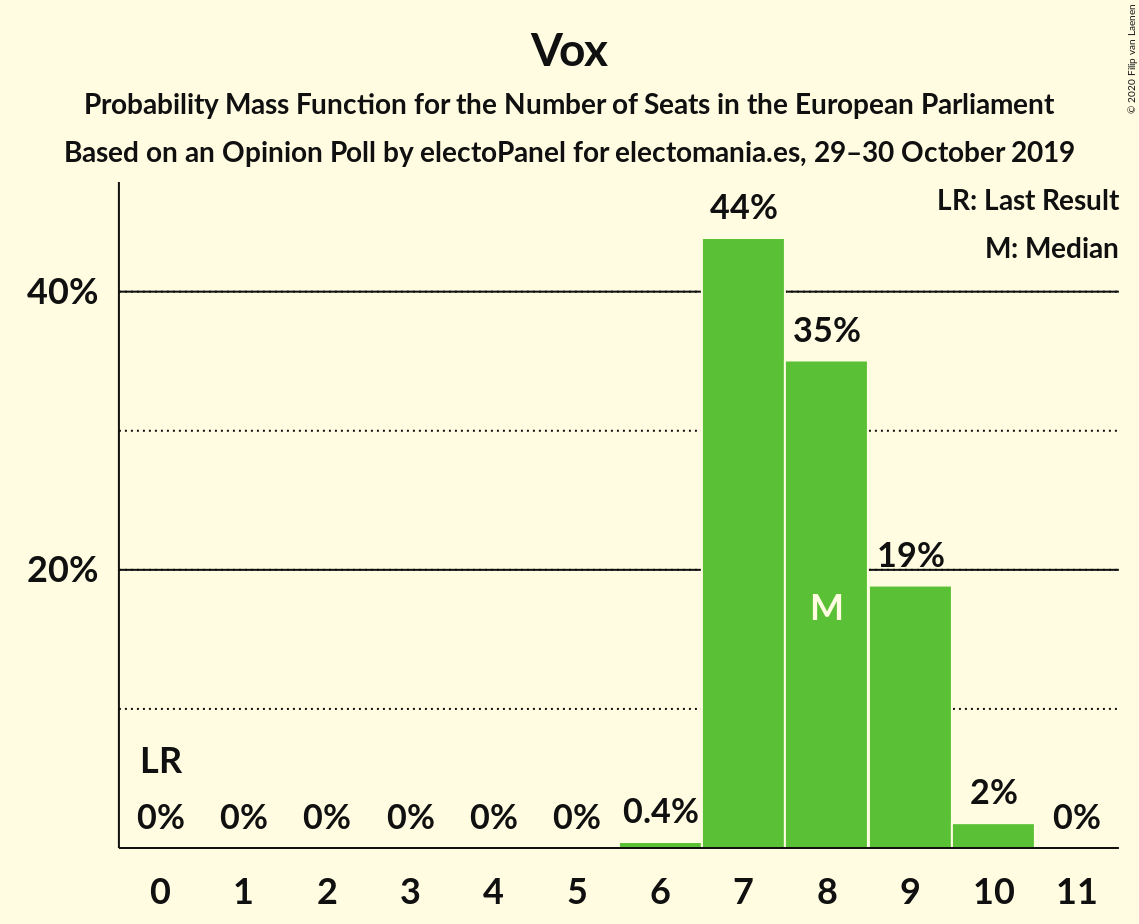 Vox
Probability Mass Function for the Number of Seats in the European Parliament
Based on an Opinion Poll by electoPanel for electomania.es, 29–30 October 2019
© 2020 Filip van Laenen
LR: Last Result
M: Median
44%
40%
35%
20%
19%
M
LR
0% 0% 0% 0% 0% 0% 0.4% 2% 0%
0 1 2 3 4 5 6 7 8 9 10 11